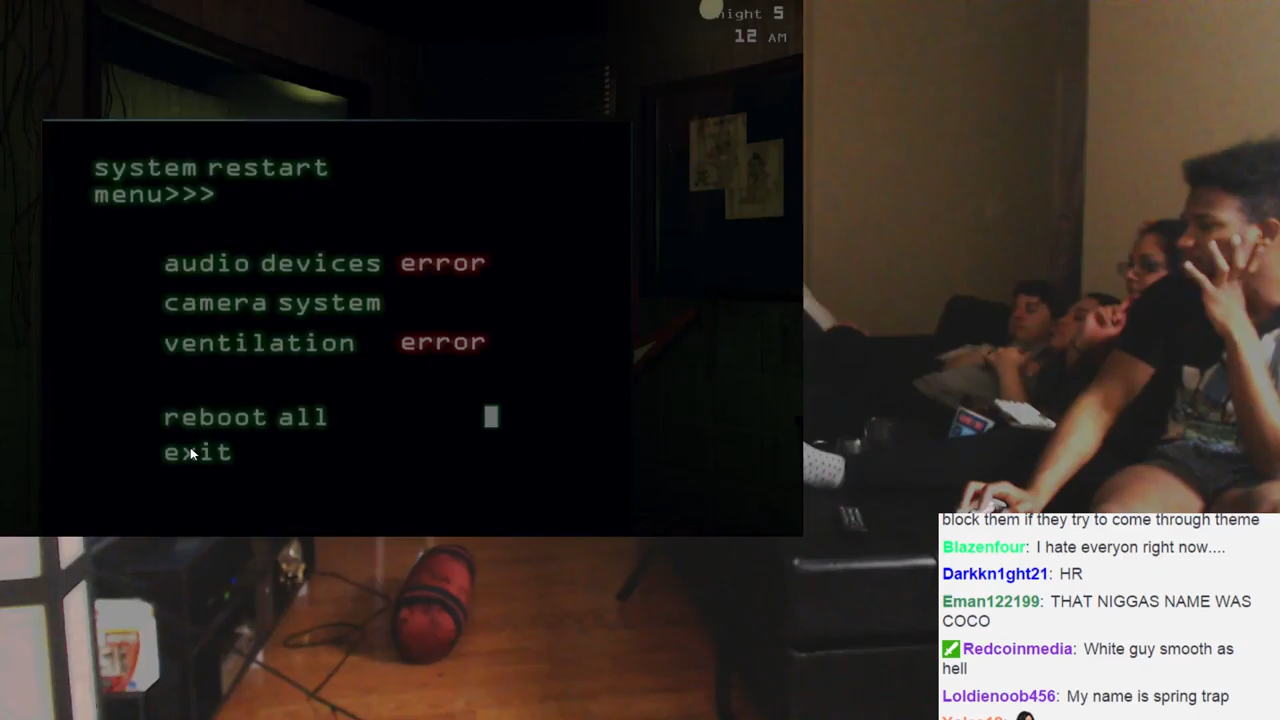 night 5
12 AM
system restart
menu>>>
audio devices error
camera system
ventilation error
reboot all
exit
block them if they try to come through theme
Blazenfour: I hate everyon right now....
Darkkn1ght21: HR
Eman122199: THAT NIGGAS NAME WAS
COCO
Redcoinmedia: White guy smooth as
hell
Loldienoob456: My name is spring trap